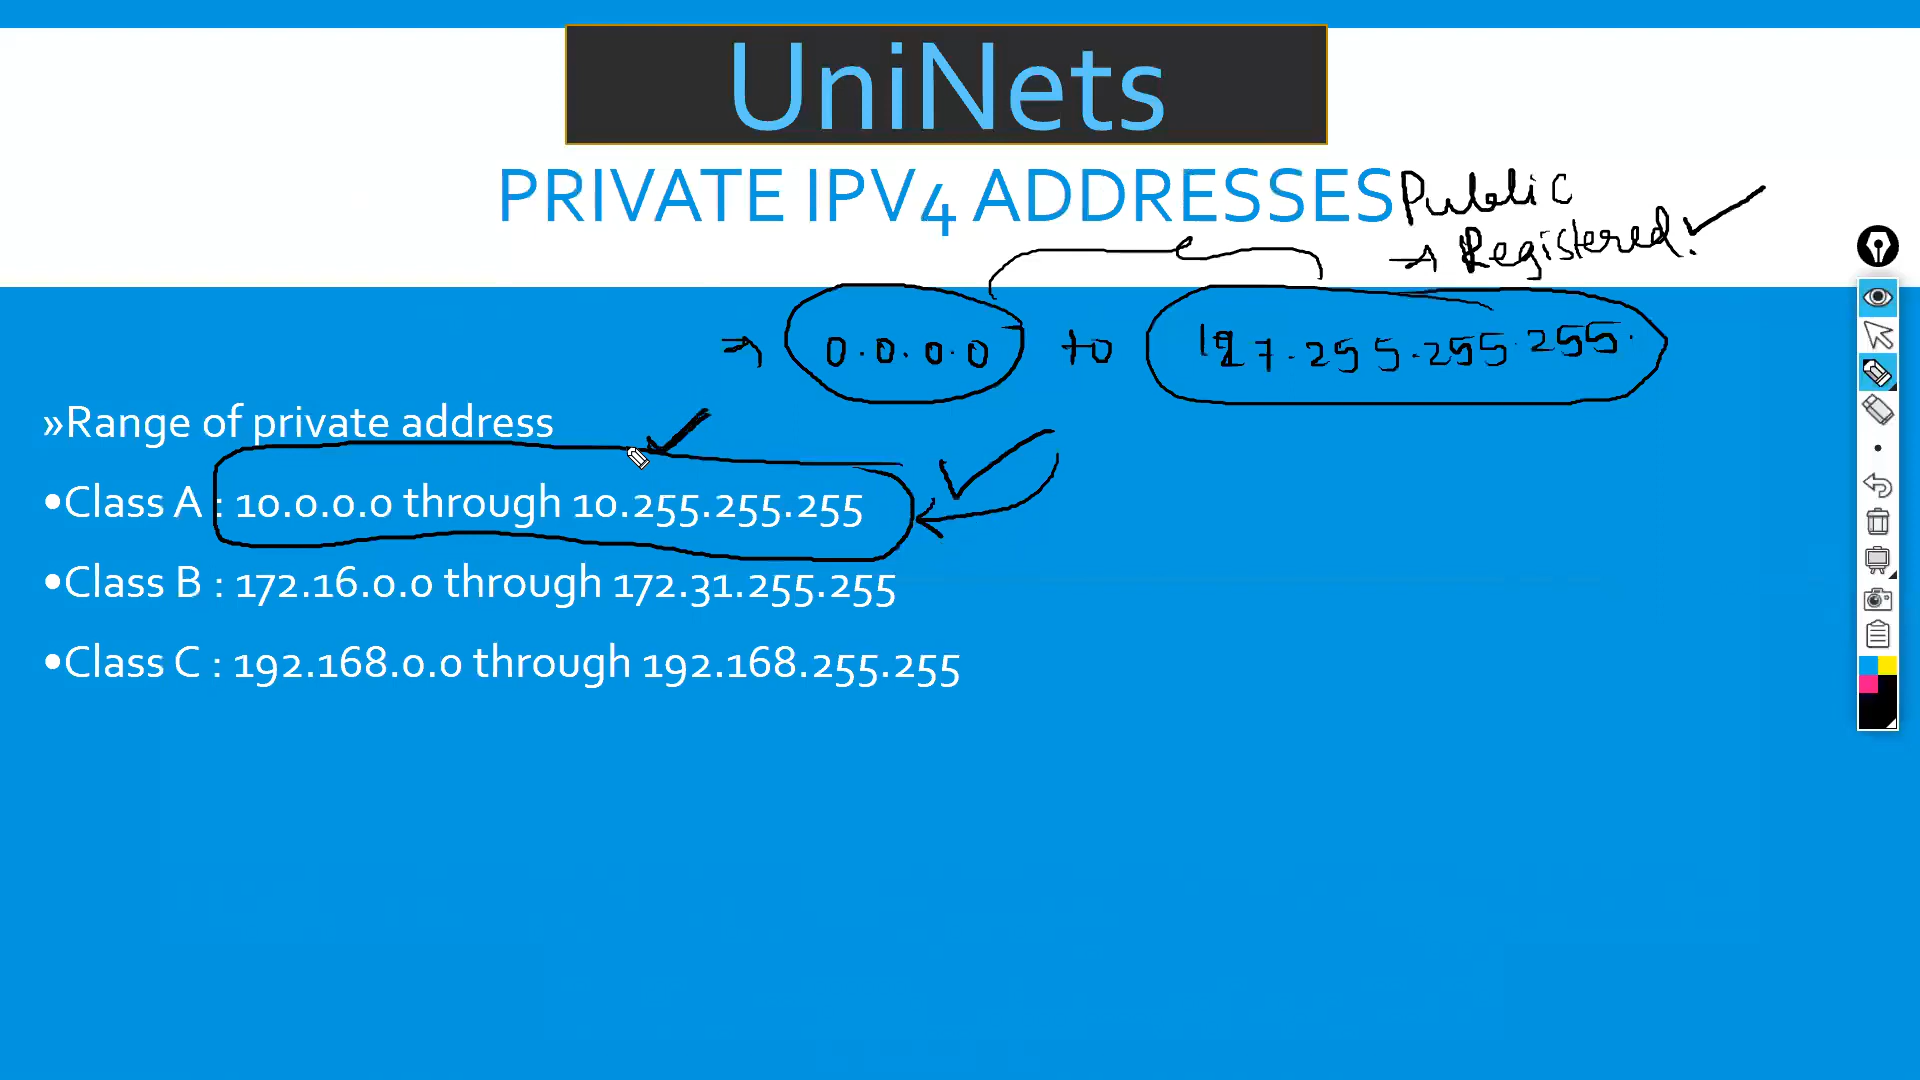 UniNets
PRIVATE IPV4 ADDRESSES
Public
→ Registered.
⇒ 0.0.0.0 to 127.255.255.255.
»Range of private address
•Class A : 10.0.0.0 through 10.255.255.255
•Class B : 172.16.0.0 through 172.31.255.255
•Class C : 192.168.0.0 through 192.168.255.255